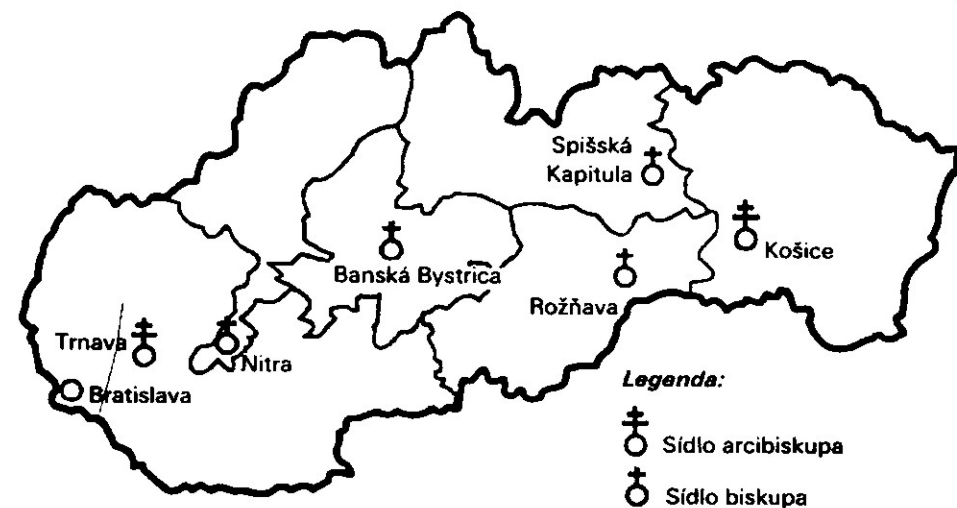 Spišská
Kapitula
Košice
Banská Bystrica
Rožňava
Trnava
Nitra
Bratislava
Legenda:
Sídlo arcibiskupa
Sídlo biskupa